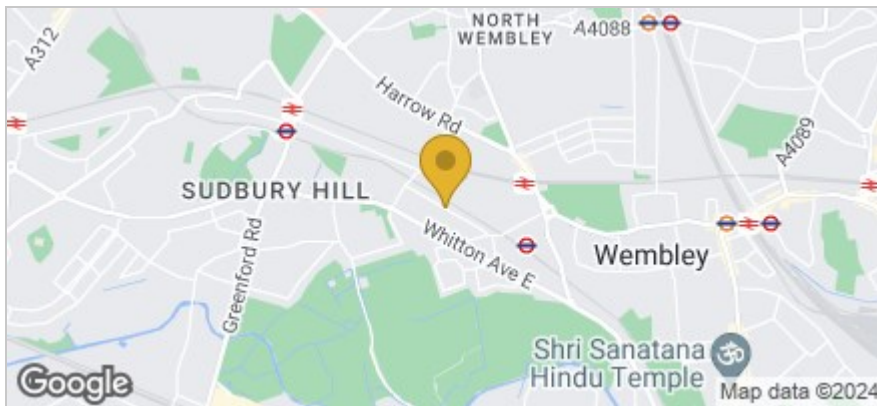 NORTH
WEMBLEY
A4088
A312
Harrow Rd
A4089
SUDBURY HILL
Whitton Ave E
Wembley
Greenford Rd
Shri Sanatana
Hindu Temple
ॐ
Google
Map data ©2024